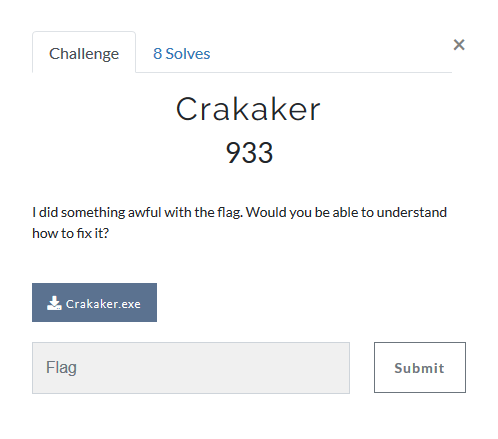 Challenge
8 Solves
×
Crakaker
933
I did something awful with the flag. Would you be able to understand
how to fix it?
Crakaker.exe
Flag
Submit